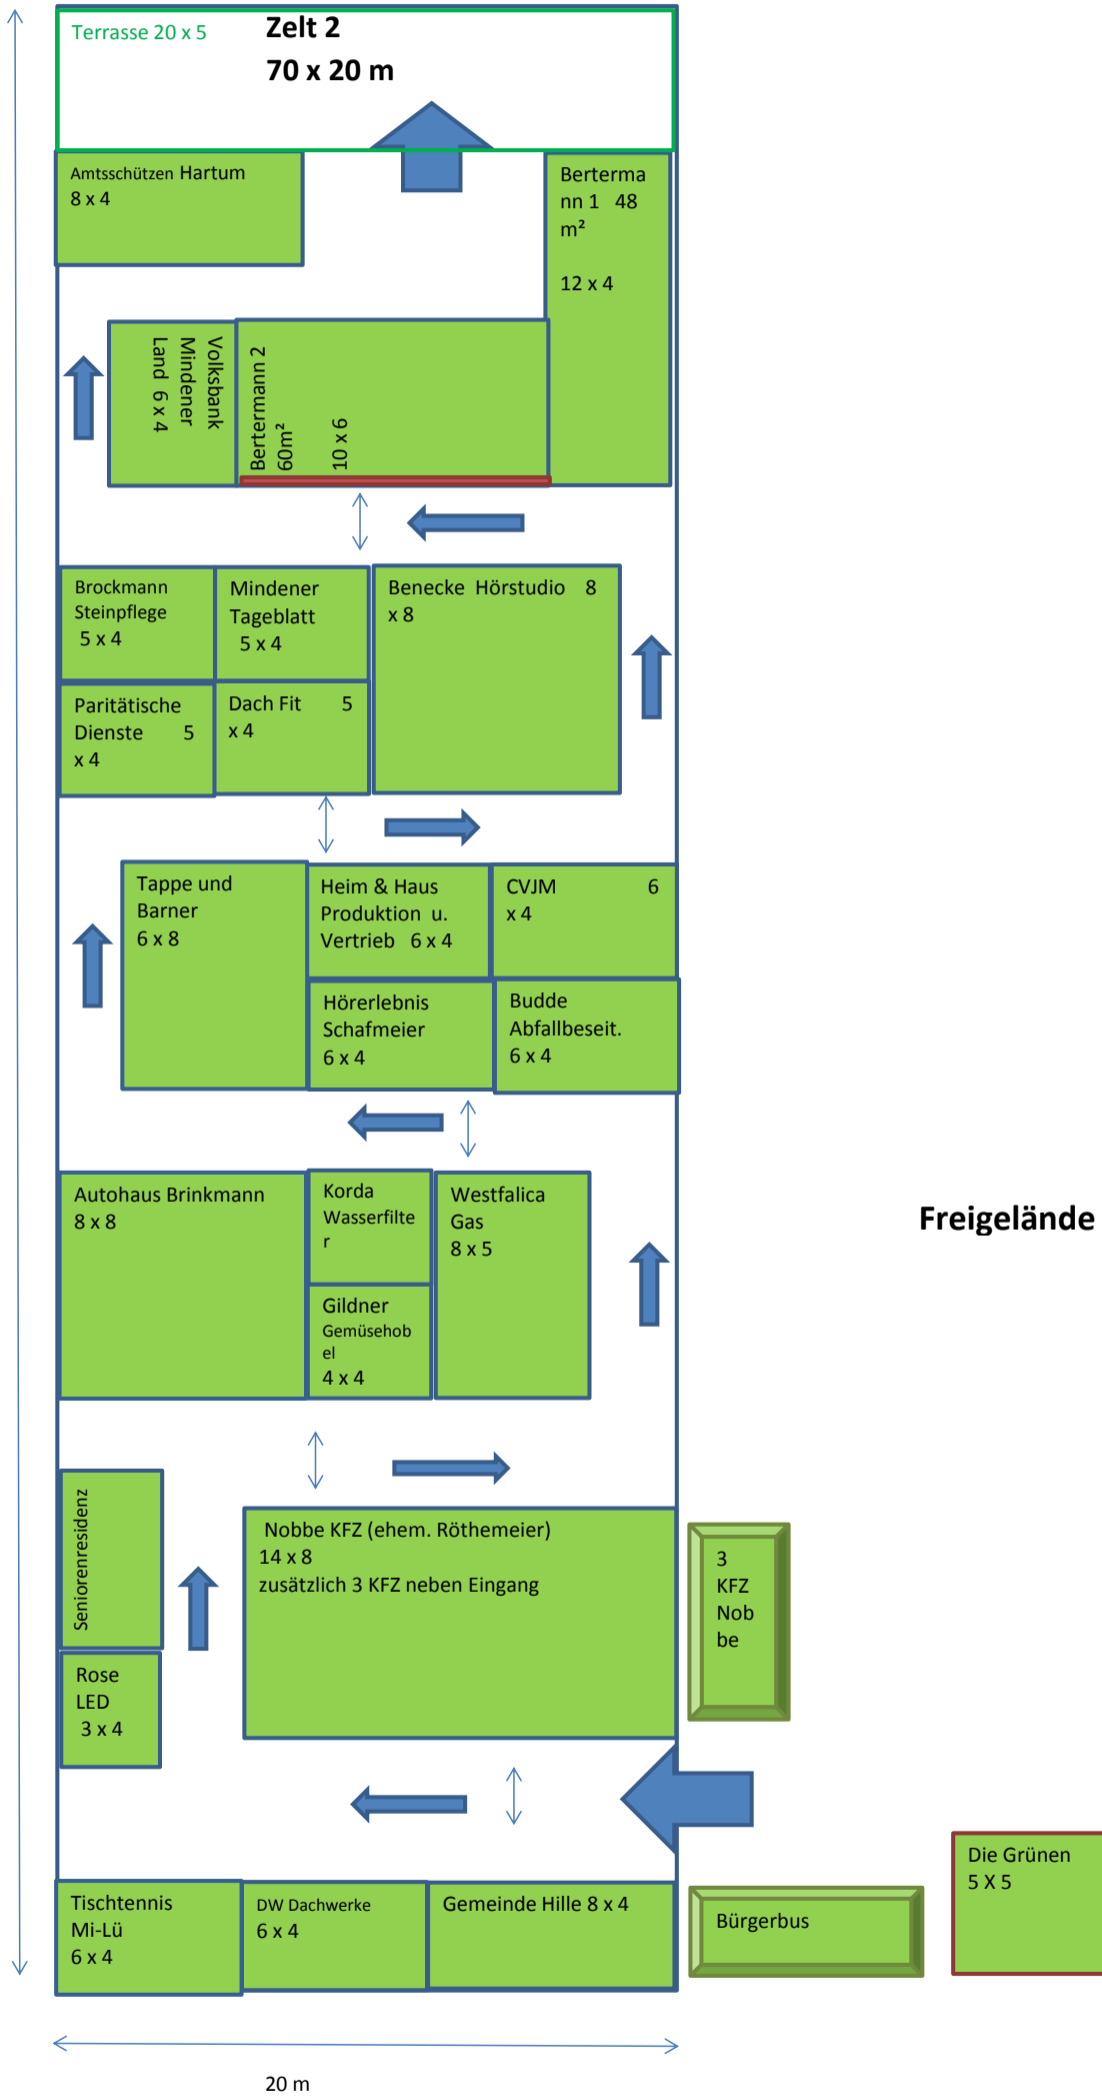 Terrasse 20 x 5
Zelt 2
70 x 20 m
Amtsschützen Hartum
8 x 4
Berterma
nn 1 48
m²
12 x 4
Volksbank
Mindener
Land 6 x 4
Bertermann 2
60m²
10 x 6
Brockmann
Steinpflege
5 x 4
Mindener
Tageblatt
5 x 4
Benecke Hörstudio 8
x 8
Paritätische
Dienste 5
x 4
Dach Fit 5
x 4
Tappe und
Barner
6 x 8
Heim & Haus
Produktion u.
Vertrieb 6 x 4
CVJM 6
x 4
Hörerlebnis
Schafmeier
6 x 4
Budde
Abfallbeseit.
6 x 4
Autohaus Brinkmann
8 x 8
Korda
Wasserfilte
r
Westfalica
Gas
8 x 5
Freigelände
Gildner
Gemüsehob
el
4 x 4
Seniorenresidenz
Nobbe KFZ (ehem. Röthemeier)
14 x 8
zusätzlich 3 KFZ neben Eingang
3
KFZ
Nob
be
Rose
LED
3 x 4
Tischtennis
Mi-Lü
6 x 4
DW Dachwerke
6 x 4
Gemeinde Hille 8 x 4
Bürgerbus
Die Grünen
5 X 5
20 m